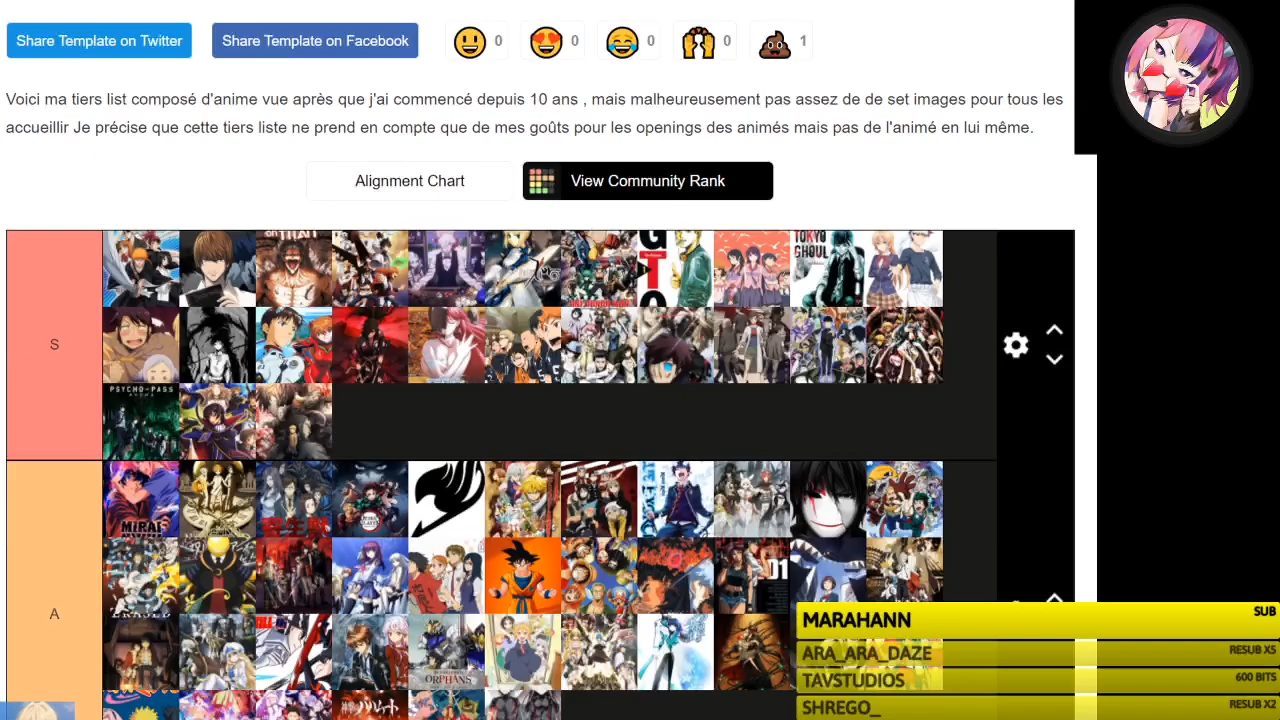 Share Template on Twitter
Share Template on Facebook
0
0
0
0
1
Voici ma tiers list composé d'anime vue après que j'ai commencé depuis 10 ans , mais malheureusement pas assez de de set images pour tous les
accueillir Je précise que cette tiers liste ne prend en compte que de mes goûts pour les openings des animés mais pas de l'animé en lui même.
Alignment Chart
View Community Rank
S
GTO
TOKYO
GHOUL
PSYCHO-PASS
A
MIRAI
01
ERASED
ORPHANS
MARAHANN
SUB
ARA_ARA_DAZE
RESUB X5
TAVSTUDIOS
600 BITS
SHREGO_
RESUB X2